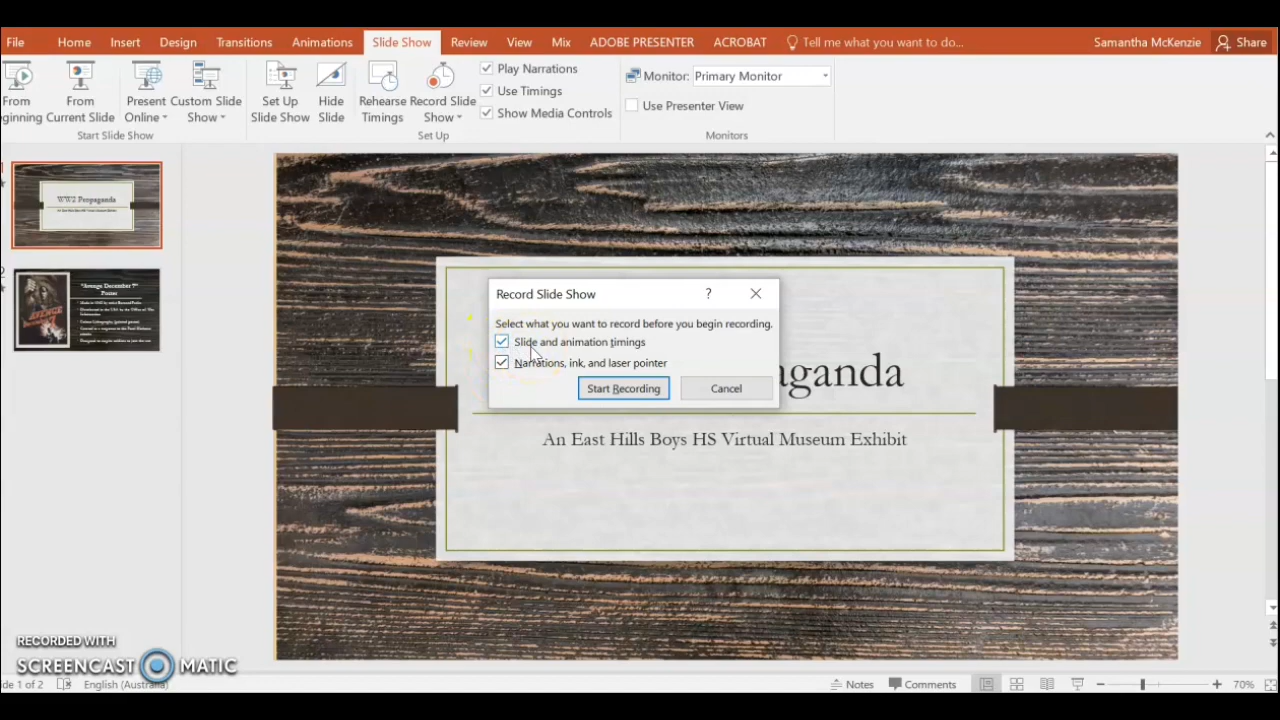 File Home Insert Design Transitions Animations Slide Show Review View Mix ADOBE PRESENTER ACROBAT Tell me what you want to do... Samantha McKenzie Share
From
ginning
From
Current Slide
Present
Online
Custom Slide
Show
Set Up
Slide Show
Hide
Slide
Rehearse
Timings
Record Slide
Show
Play Narrations
Use Timings
Show Media Controls
Monitor: Primary Monitor
Use Presenter View
Start Slide Show Set Up Monitors
WW2 Propaganda
"Avenge December 7"
Poster
2
Record Slide Show ?
Select what you want to record before you begin recording.
Slide and animation timings
Narrations, ink, and laser pointer
Start Recording Cancel
aganda
An East Hills Boys HS Virtual Museum Exhibit
RECORDED WITH
SCREENCAST MATIC
de 1 of 2 English (Australia) Notes Comments 70%